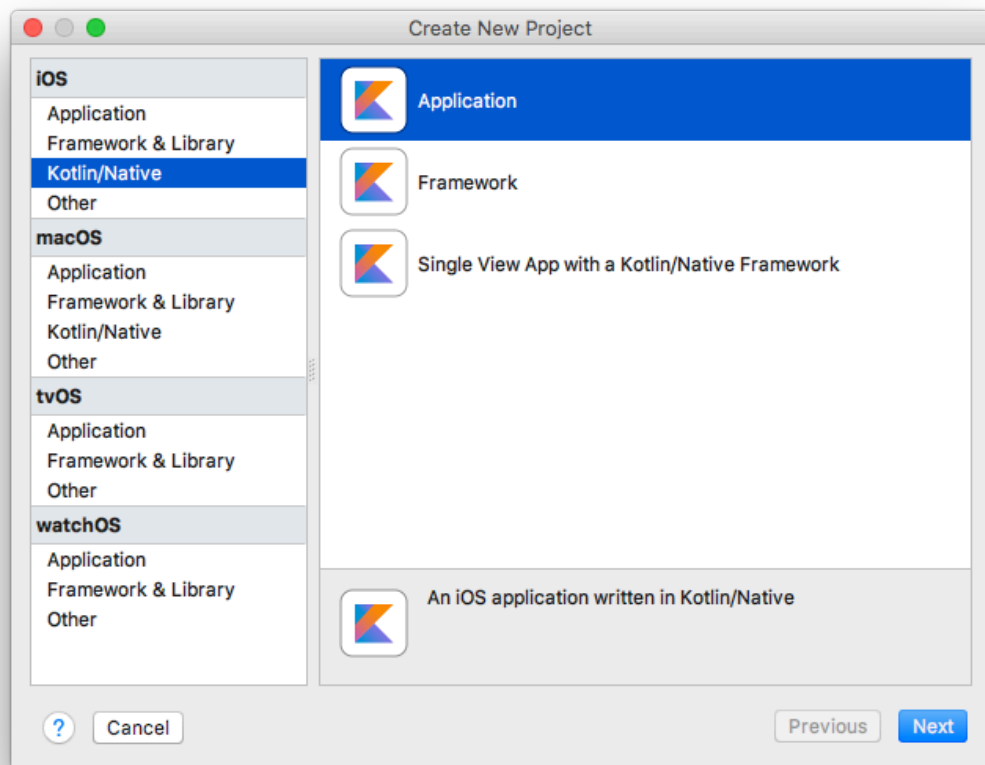 Create New Project
iOS
Application
Framework & Library
Kotlin/Native
Other
macOS
Application
Framework & Library
Kotlin/Native
Other
tvOS
Application
Framework & Library
Other
watchOS
Application
Framework & Library
Other
Application
Framework
Single View App with a Kotlin/Native Framework
An iOS application written in Kotlin/Native
? Cancel Previous Next